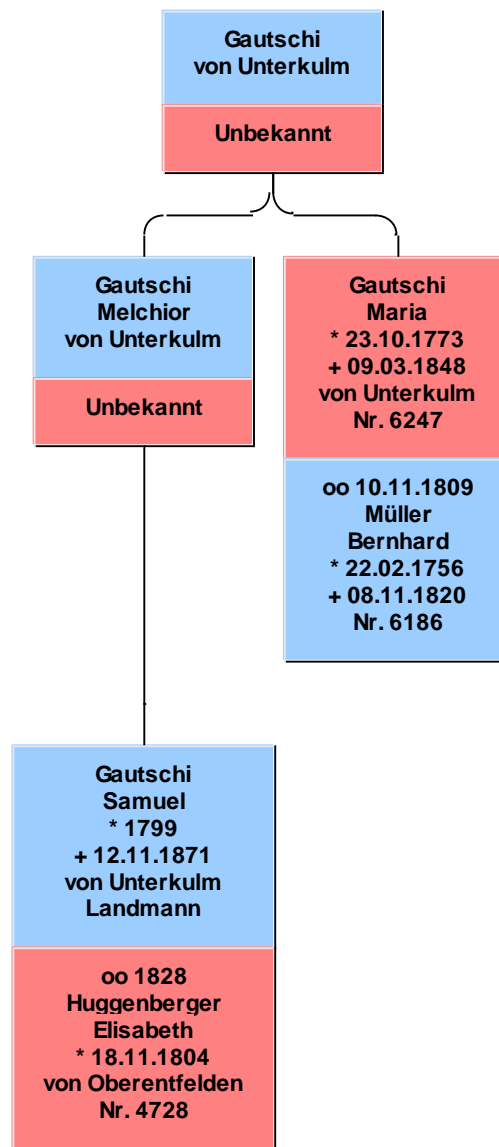 Gautschi
von Unterkulm
Unbekannt
Gautschi
Melchior
von Unterkulm
Unbekannt
Gautschi
Maria
* 23.10.1773
+ 09.03.1848
von Unterkulm
Nr. 6247
oo 10.11.1809
Müller
Bernhard
* 22.02.1756
+ 08.11.1820
Nr. 6186
Gautschi
Samuel
* 1799
+ 12.11.1871
von Unterkulm
Landmann
oo 1828
Huggenberger
Elisabeth
* 18.11.1804
von Oberentfelden
Nr. 4728